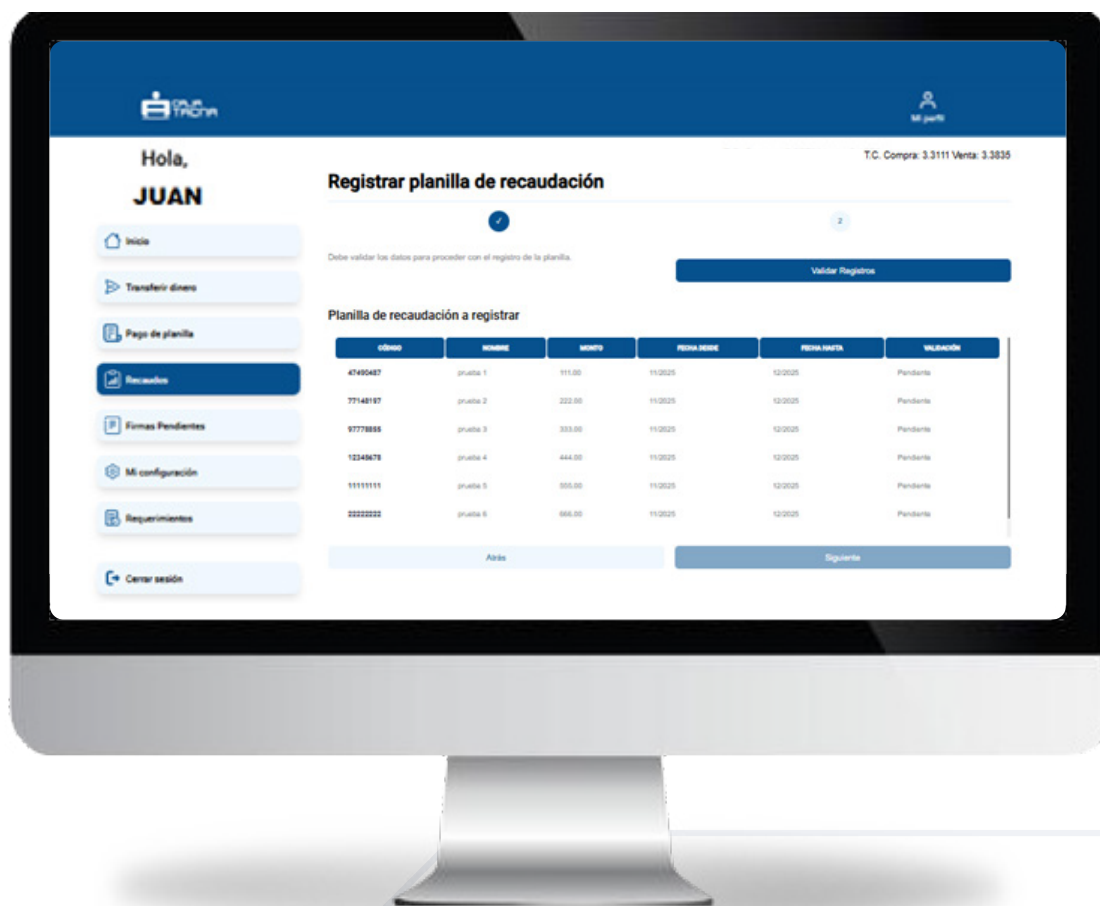 CAJA TACNA
Mi perfil
T.C. Compra: 3.3111 Venta: 3.3835
Hola,
JUAN
Inicio
Transferir dinero
Pago de planilla
Recaudos
Firmas Pendientes
Mi configuración
Requerimientos
Cerrar sesión
Registrar planilla de recaudación
2
Debe validar los datos para proceder con el registro de la planilla.
Validar Registros
Planilla de recaudación a registrar
CÓDIGO NOMBRE MONTO FECHA DESDE FECHA HASTA VALIDACIÓN
47490487 prueba 1 111.00 11/2025 12/2025 Pendiente
77148197 prueba 2 222.00 11/2025 12/2025 Pendiente
prueba 3 333.00 11/2025 12/2025 Pendiente
12345678 prueba 4 444.00 11/2025 12/2025 Pendiente
11111111 prueba 5 555.00 11/2025 12/2025 Pendiente
22222222 prueba 6 666.00 11/2025 12/2025 Pendiente
Atrás
Siguiente